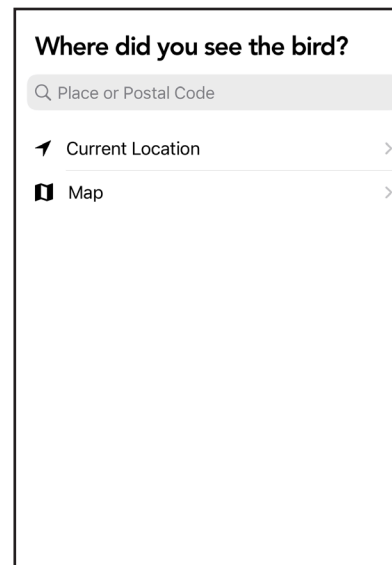 Where did you see the bird?
Place or Postal Code
Current Location
Map